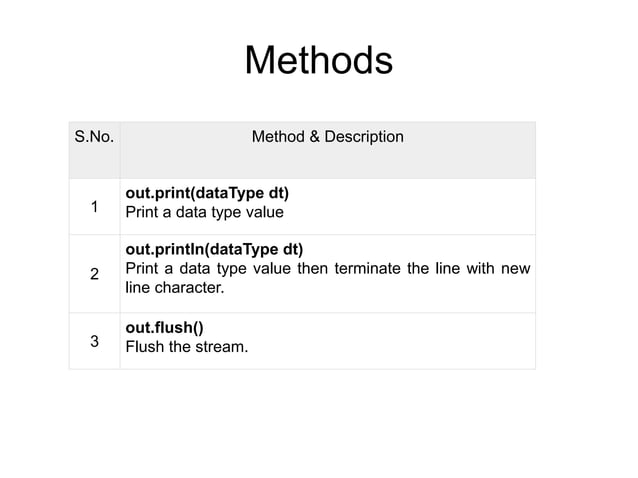 Methods
S.No. Method & Description
1
out.print(dataType dt)
Print a data type value
2
out.println(dataType dt)
Print a data type value then terminate the line with new
line character.
3
out.flush()
Flush the stream.